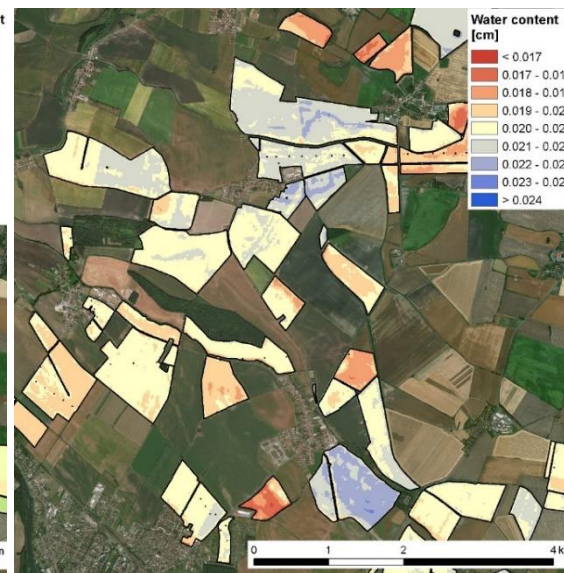 t
Water content
[cm]
< 0.017
0.017 - 0.01
0.018 - 0.01
0.019 - 0.02
0.020 - 0.02
0.021 - 0.02
0.022 - 0.02
0.023 - 0.02
> 0.024
m
0 1 2 4 k